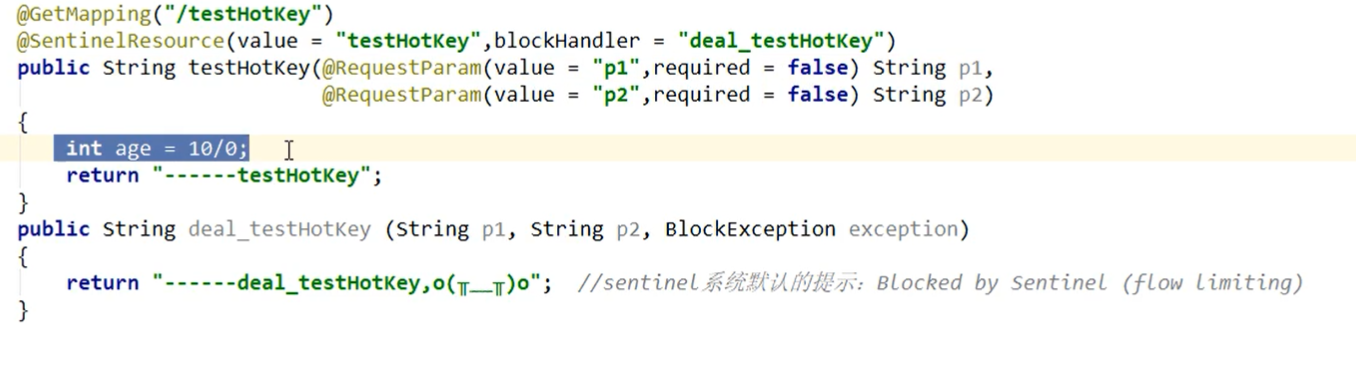 @GetMapping("/testHotKey")
@SentinelResource(value = "testHotKey",blockHandler = "deal_testHotKey")
public String testHotKey(@RequestParam(value = "p1",required = false) String p1,
@RequestParam(value = "p2",required = false) String p2)
{
int age = 10/0;
return "------testHotKey";
}
public String deal_testHotKey (String p1, String p2, BlockException exception)
{
return "------deal_testHotKey,o(╥﹏╥)o"; //sentinel系统默认的提示：Blocked by Sentinel (flow limiting)
}